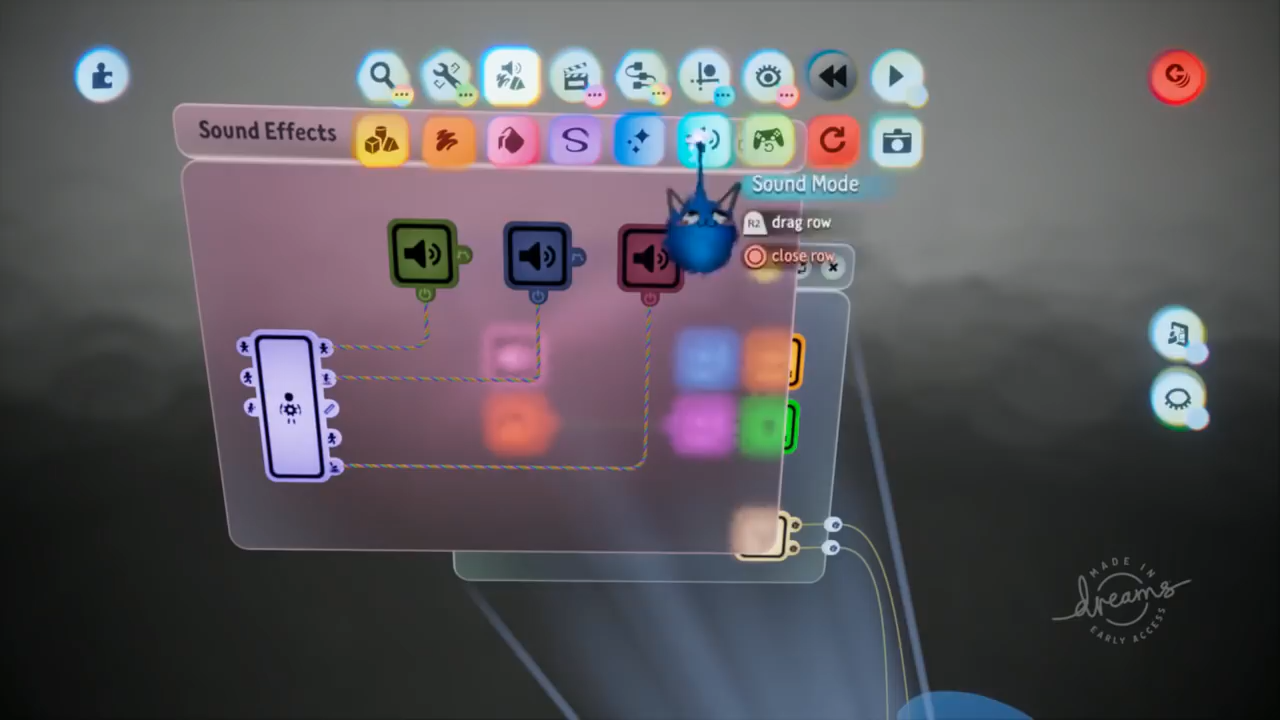 Sound Effects
Sound Mode
R2 drag row
close row
MADE IN
dreams
EARLY ACCESS